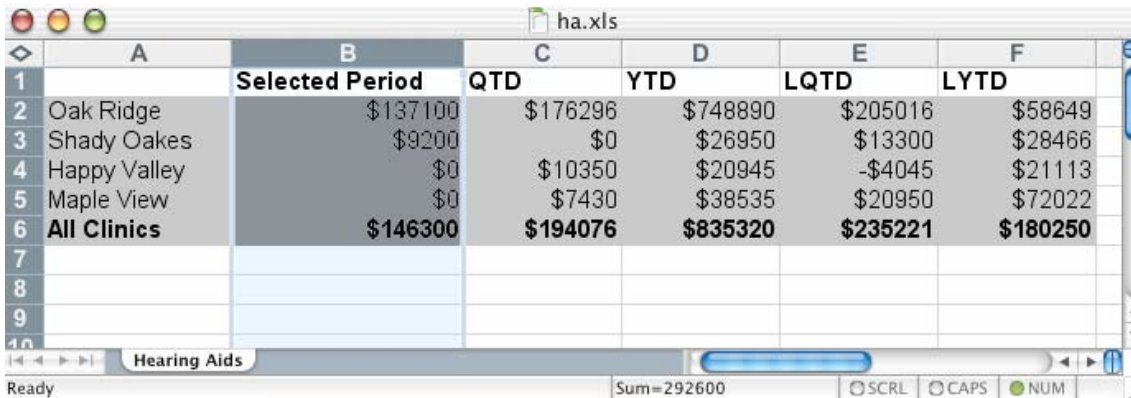 ha.xls
A B C D E F
1 Selected Period QTD YTD LQTD LYTD
2 Oak Ridge $137100 $176296 $748890 $205016 $58649
3 Shady Oakes $9200 $0 $26950 $13300 $28466
4 Happy Valley $0 $10350 $20945 -$4045 $21113
5 Maple View $0 $7430 $38535 $20950 $72022
6 All Clinics $146300 $194076 $835320 $235221 $180250
7
8
9
10
Hearing Aids
Ready Sum=292600 SCRL CAPS NUM